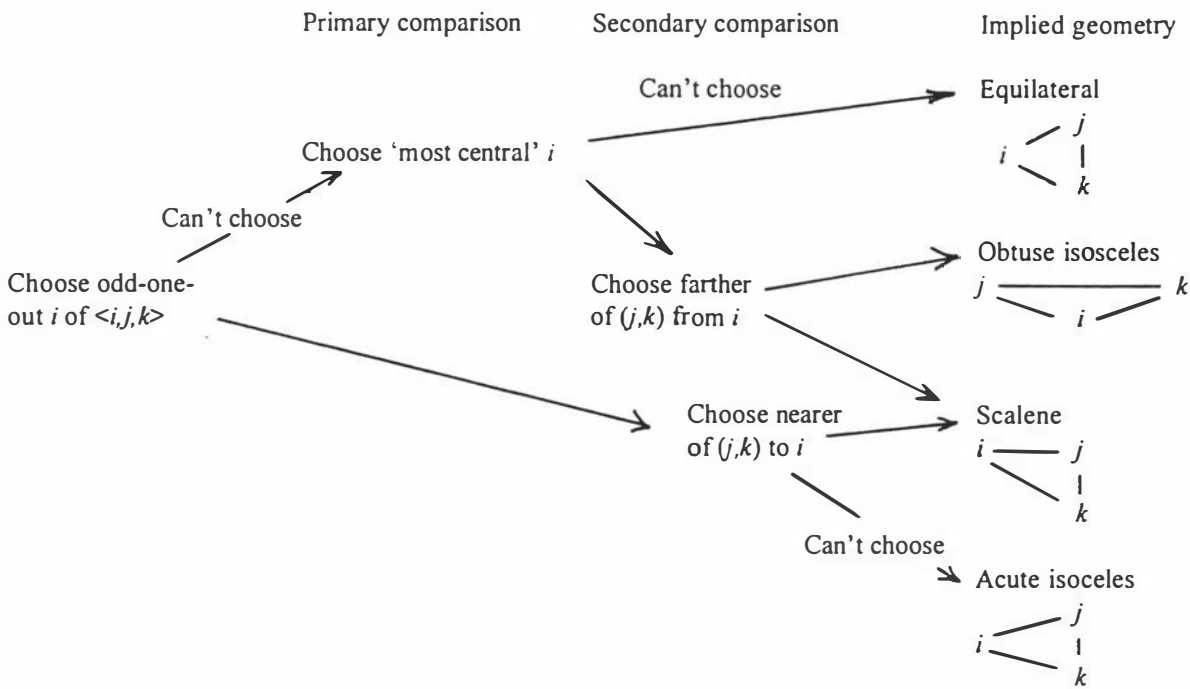 Primary comparison
Secondary comparison
Implied geometry
Can't choose
Equilateral
j
i
k
Choose 'most central' i
Can't choose
Choose odd-one-
out i of <i,j,k>
Choose farther
of (j,k) from i
Obtuse isosceles
j k
i
Choose nearer
of (j,k) to i
Scalene
i j
k
Can't choose
Acute isoceles
j
i
k